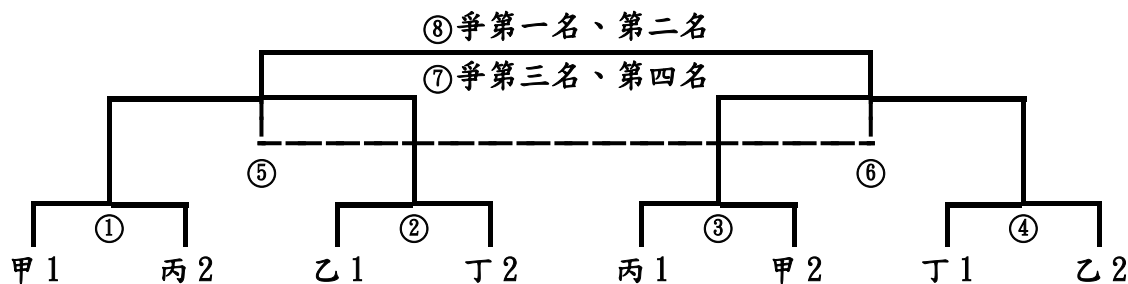 ⑧爭第一名、第二名
⑦爭第三名、第四名
⑤ ⑥
① ② ③ ④
甲1 丙2 乙1 丁2 丙1 甲2 丁1 乙2